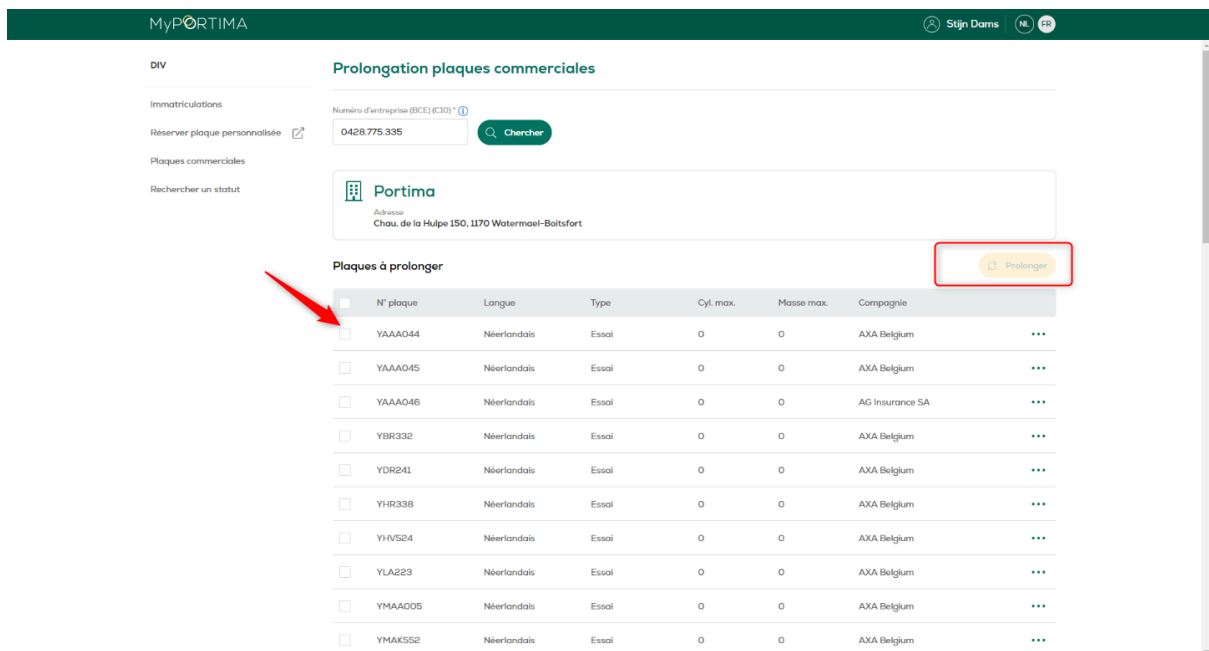 MyPORTIMA Stijn Dams NL FR
DIV
Immatriculations
Réserver plaque personnalisée
Plaques commerciales
Rechercher un statut
Prolongation plaques commerciales
Numéro d'entreprise (BCE) (C10) *
0428.775.335 Chercher
Portima
Adresse
Chau. de la Hulpe 150, 1170 Watermael-Boitsfort
Plaques à prolonger Prolonger
N° plaque Langue Type Cyl. max. Masse max. Compagnie
YAAA044 Néerlandais Essai 0 0 AXA Belgium
YAAA045 Néerlandais Essai 0 0 AXA Belgium
YAAA046 Néerlandais Essai 0 0 AG Insurance SA
YBR332 Néerlandais Essai 0 0 AXA Belgium
YDR241 Néerlandais Essai 0 0 AXA Belgium
YHR338 Néerlandais Essai 0 0 AXA Belgium
YHV524 Néerlandais Essai 0 0 AXA Belgium
YLA223 Néerlandais Essai 0 0 AXA Belgium
YMAA005 Néerlandais Essai 0 0 AXA Belgium
YMAK552 Néerlandais Essai 0 0 AXA Belgium